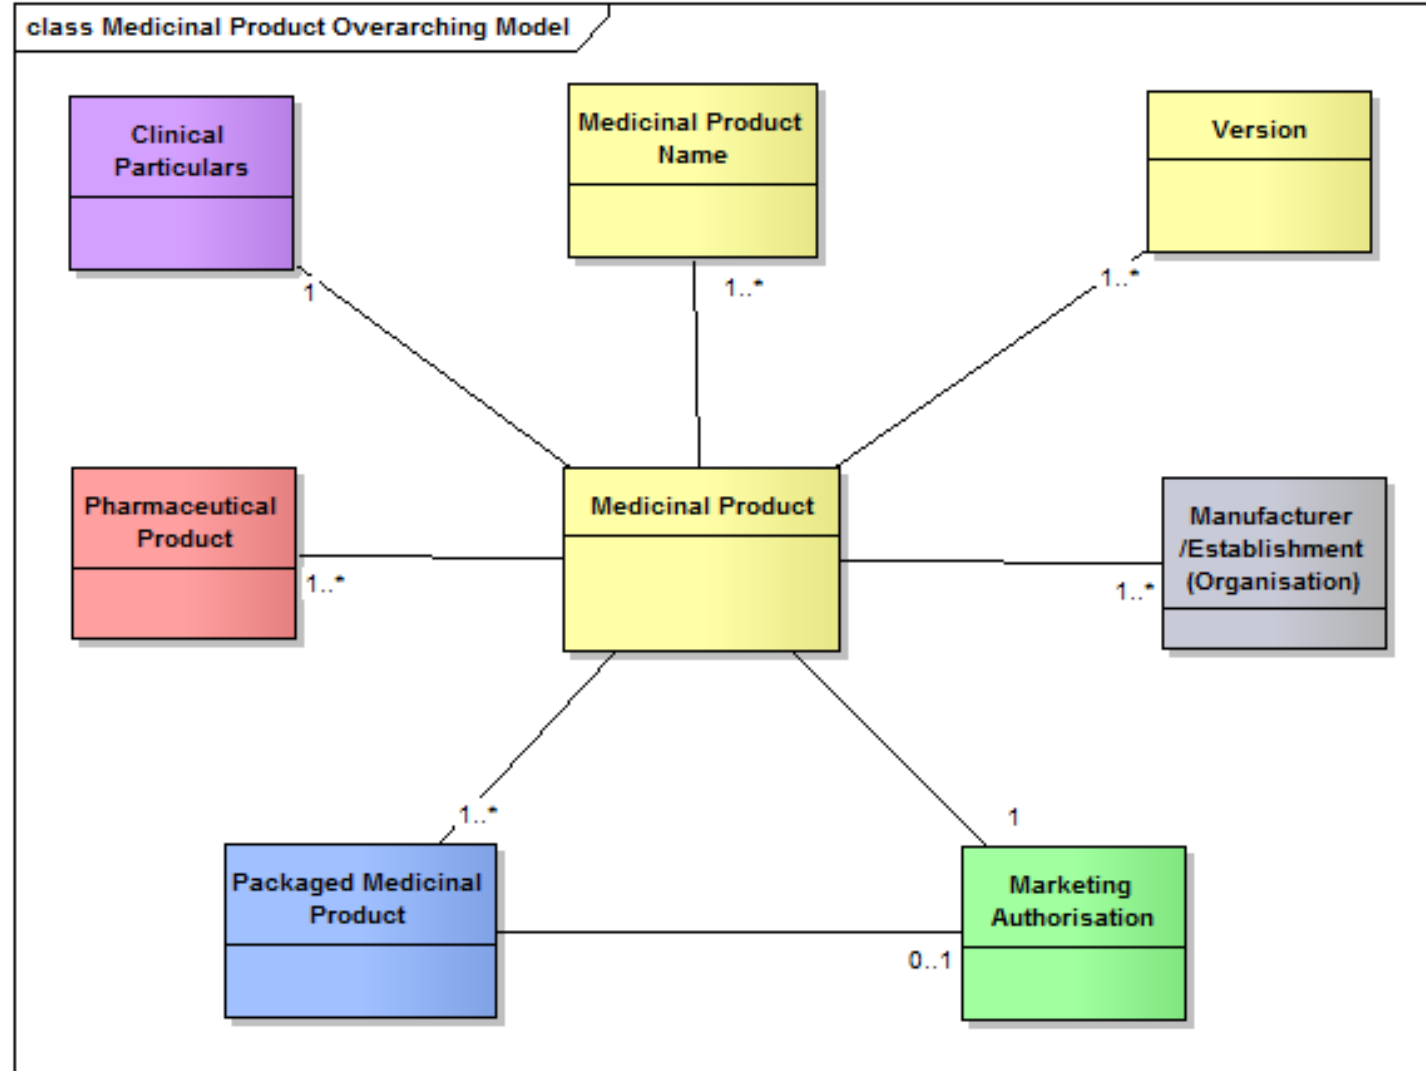 class Medicinal Product Overarching Model
Clinical
Particulars
Medicinal Product
Name
Version
1
1..*
1..*
Pharmaceutical
Product
Medicinal Product
Manufacturer
/Establishment
(Organisation)
1..*
1..*
1..*
1
Packaged Medicinal
Product
Marketing
Authorisation
0..1